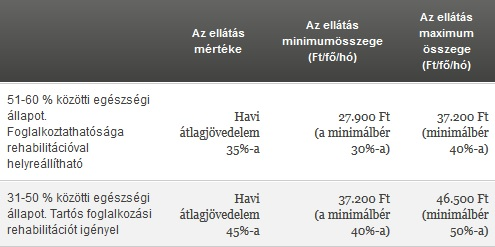 Az ellátás mértéke
Az ellátás minimumösszege (Ft/fő/hó)
Az ellátás maximum összege (Ft/fő/hó)
51-60 % közötti egészségi
állapot.
Foglalkoztathatósága
rehabilitációval
helyreállítható
Havi
átlagjövedelem
35%-a
27.900 Ft
(a minimálbér
30%-a)
37.200 Ft
(minimálbér
40%-a)
31-50 % közötti egészségi
állapot. Tartós foglalkozási
rehabilitációt igényel
Havi
átlagjövedelem
45%-a
37.200 Ft
(a minimálbér
40%-a)
46.500 Ft
(minimálbér
50%-a)